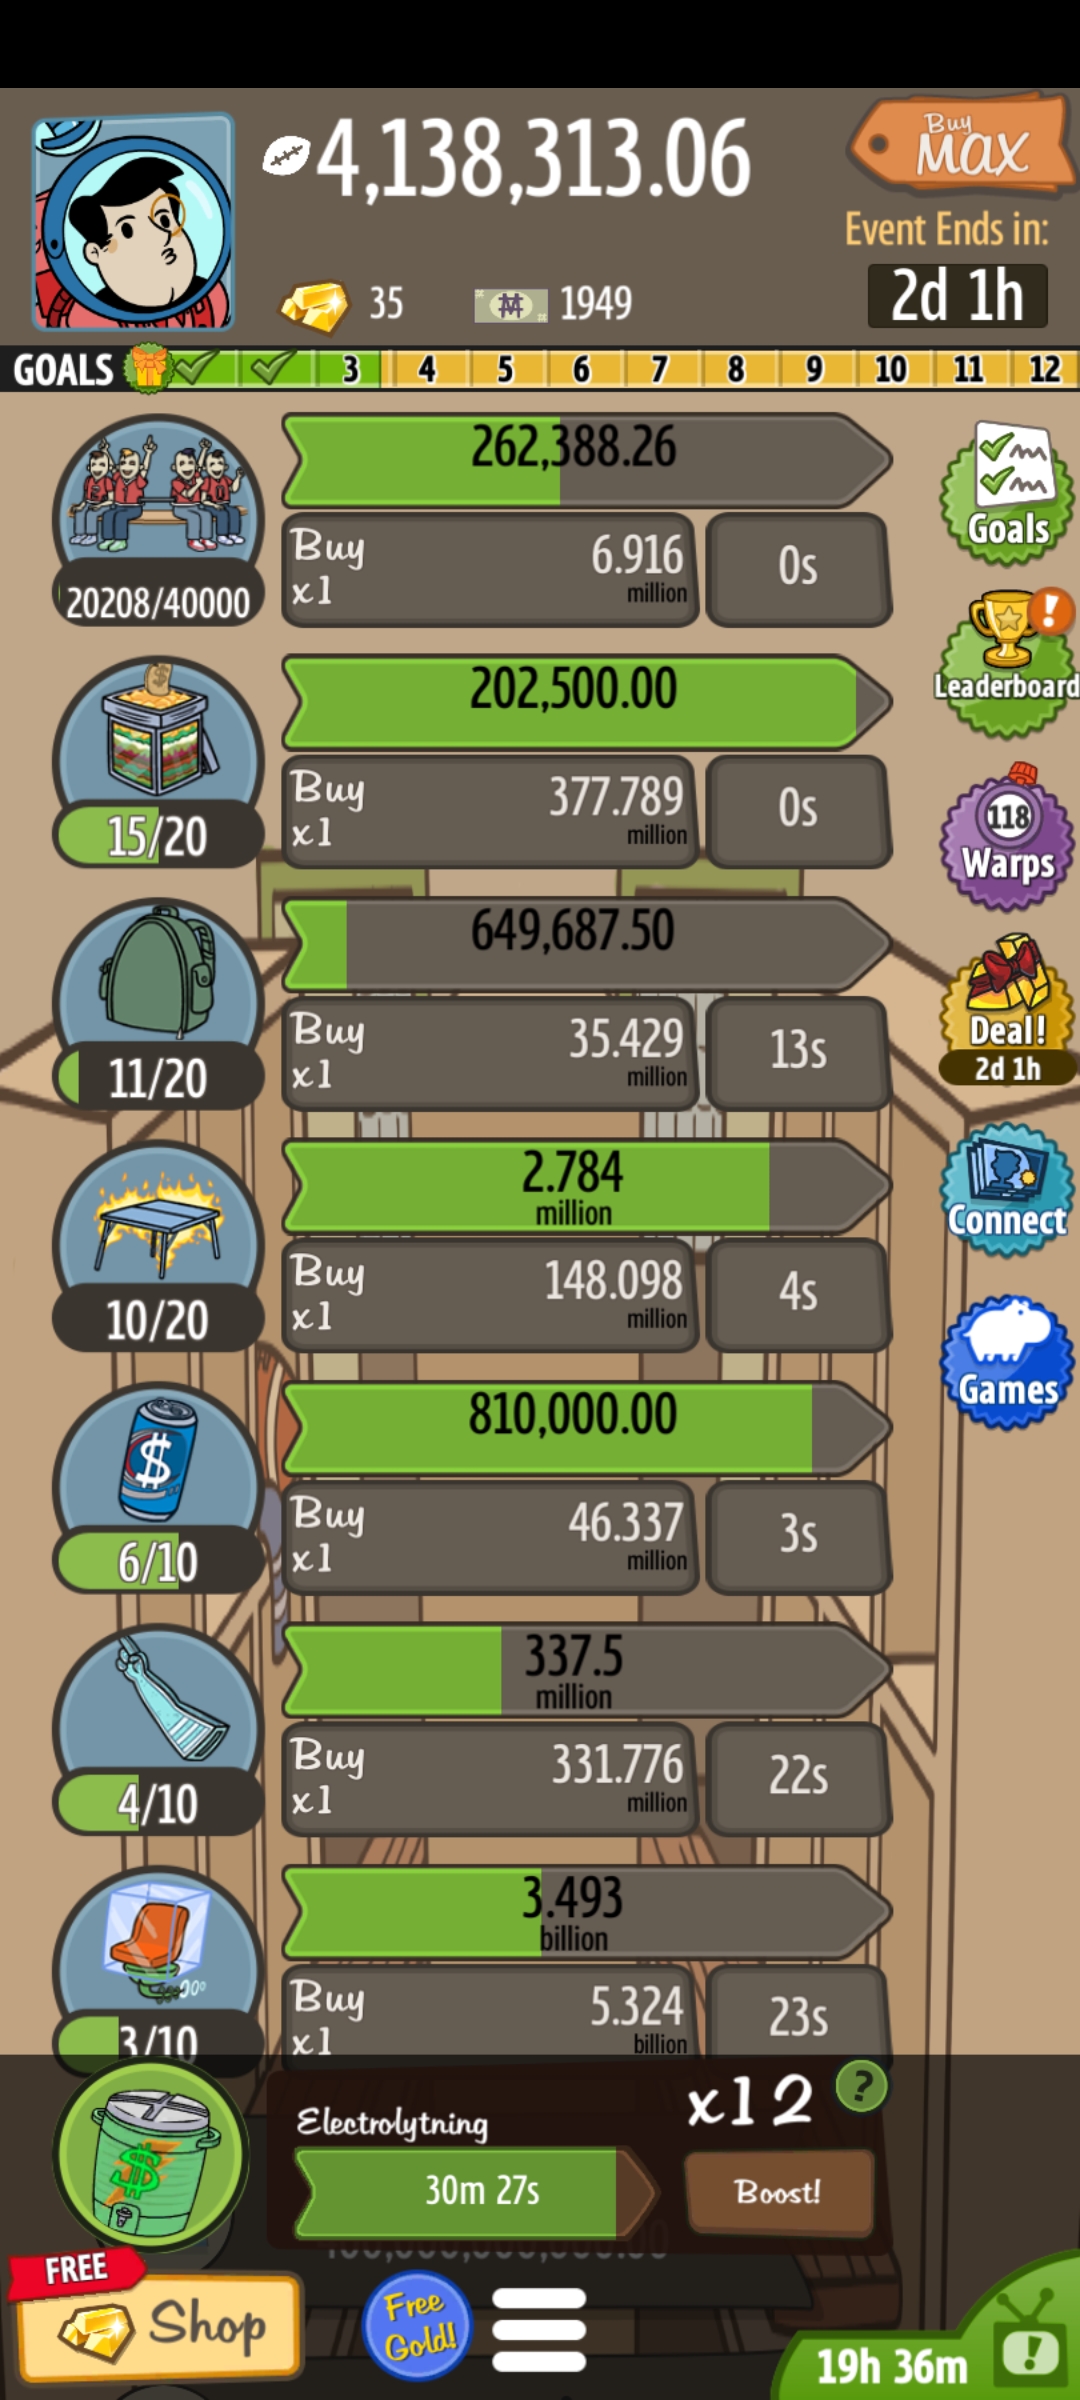 4,138,313.06
Buy
MAX
Event Ends in:
35
1949
2d 1h
GOALS
3
4
5
6
7
8
9
10
11
12
262,388.26
Buy
x1
6.916
million
0s
20208/40000
Goals
202,500.00
Buy
x1
377.789
million
0s
15/20
!
Leaderboard
649,687.50
Buy
x1
35.429
million
13s
11/20
118
Warps
2.784
million
Buy
x1
148.098
million
4s
10/20
Deal!
2d 1h
810,000.00
Buy
x1
46.337
million
3s
6/10
Connect
337.5
million
Buy
x1
331.776
million
22s
4/10
Games
3.493
billion
Buy
x1
5.324
billion
23s
3/10
Electrolytning
x12
?
30m 27s
Boost!
FREE
Shop
Free
Gold!
19h 36m
!